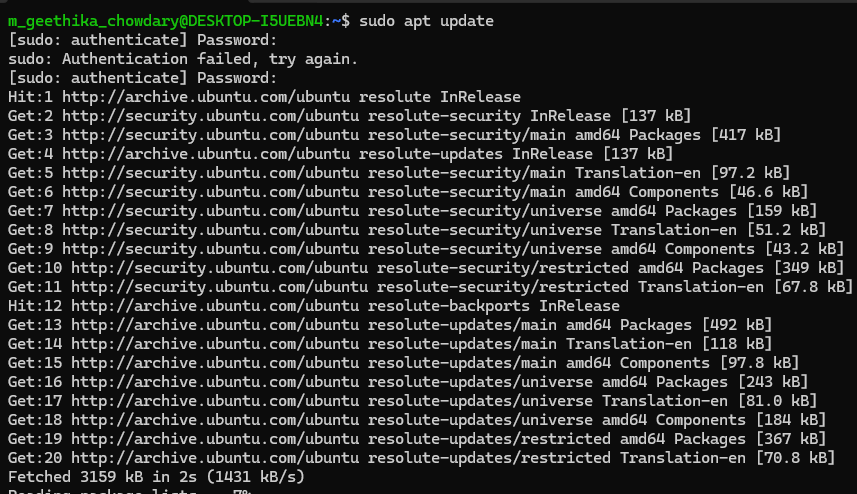 m_geethika_chowdary@DESKTOP-I5UEBN4:~$ sudo apt update
[sudo: authenticate] Password:
sudo: Authentication failed, try again.
[sudo: authenticate] Password:
Hit:1 http://archive.ubuntu.com/ubuntu resolute InRelease
Get:2 http://security.ubuntu.com/ubuntu resolute-security InRelease [137 kB]
Get:3 http://security.ubuntu.com/ubuntu resolute-security/main amd64 Packages [417 kB]
Get:4 http://archive.ubuntu.com/ubuntu resolute-updates InRelease [137 kB]
Get:5 http://security.ubuntu.com/ubuntu resolute-security/main Translation-en [97.2 kB]
Get:6 http://security.ubuntu.com/ubuntu resolute-security/main amd64 Components [46.6 kB]
Get:7 http://security.ubuntu.com/ubuntu resolute-security/universe amd64 Packages [159 kB]
Get:8 http://security.ubuntu.com/ubuntu resolute-security/universe Translation-en [51.2 kB]
Get:9 http://security.ubuntu.com/ubuntu resolute-security/universe amd64 Components [43.2 kB]
Get:10 http://security.ubuntu.com/ubuntu resolute-security/restricted amd64 Packages [349 kB]
Get:11 http://security.ubuntu.com/ubuntu resolute-security/restricted Translation-en [67.8 kB]
Hit:12 http://archive.ubuntu.com/ubuntu resolute-backports InRelease
Get:13 http://archive.ubuntu.com/ubuntu resolute-updates/main amd64 Packages [492 kB]
Get:14 http://archive.ubuntu.com/ubuntu resolute-updates/main Translation-en [118 kB]
Get:15 http://archive.ubuntu.com/ubuntu resolute-updates/main amd64 Components [97.8 kB]
Get:16 http://archive.ubuntu.com/ubuntu resolute-updates/universe amd64 Packages [243 kB]
Get:17 http://archive.ubuntu.com/ubuntu resolute-updates/universe Translation-en [81.0 kB]
Get:18 http://archive.ubuntu.com/ubuntu resolute-updates/universe amd64 Components [184 kB]
Get:19 http://archive.ubuntu.com/ubuntu resolute-updates/restricted amd64 Packages [367 kB]
Get:20 http://archive.ubuntu.com/ubuntu resolute-updates/restricted Translation-en [70.8 kB]
Fetched 3159 kB in 2s (1431 kB/s)
Reading package lists... 7%